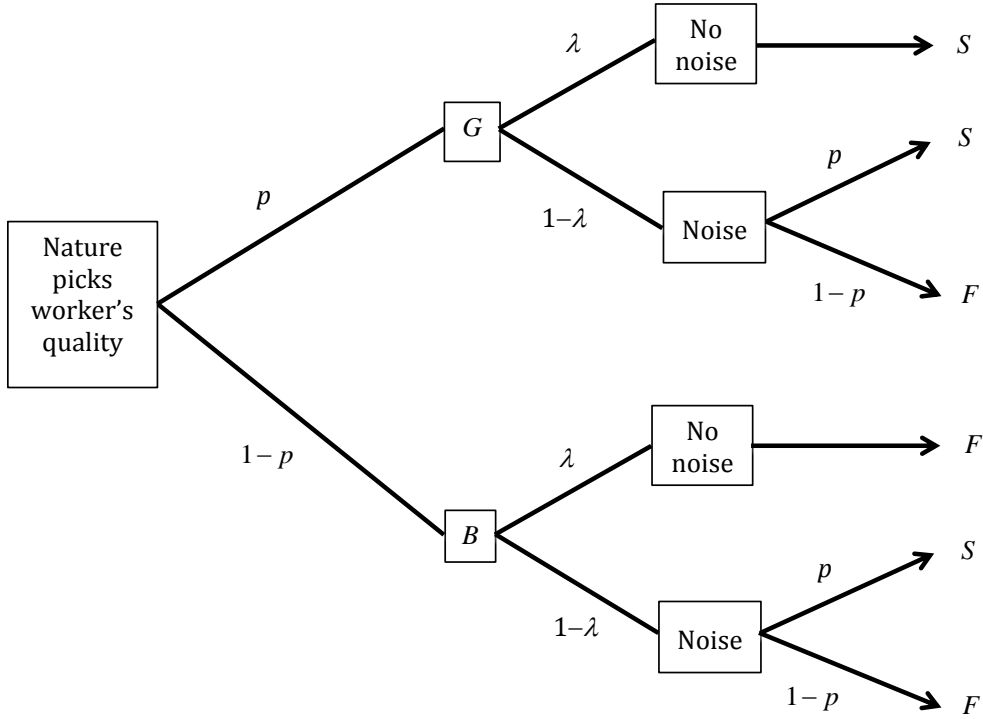 No
noise
S
λ
G
S
p
p
1−λ
Noise
1− p
F
Nature
picks
worker's
quality
No
noise
F
1− p
λ
B
S
p
1−λ
Noise
1− p
F